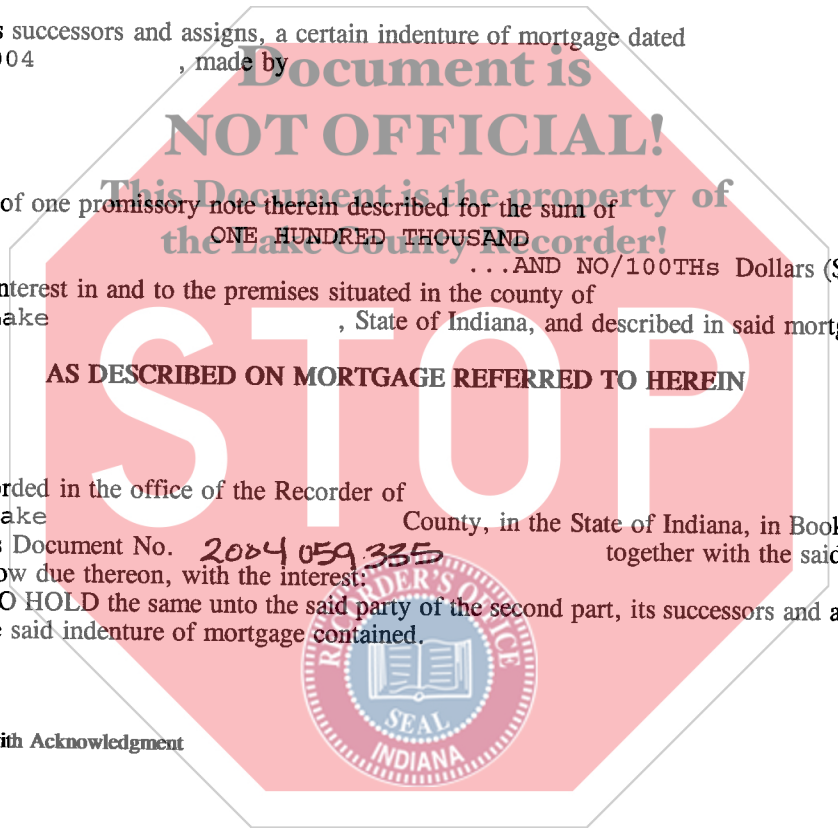 s successors and assigns, a certain indenture of mortgage dated
004 , made by
Document is
NOT OFFICIAL!
This Document is the property of
the Lake County Recorder!
of one promissory note therein described for the sum of
ONE HUNDRED THOUSAND
...AND NO/100THs Dollars (
nterest in and to the premises situated in the county of
ake , State of Indiana, and described in said mortg
STOP
AS DESCRIBED ON MORTGAGE REFERRED TO HEREIN
rded in the office of the Recorder of
ake County, in the State of Indiana, in Book
s Document No. 2004 059335 together with the said
ow due thereon, with the interest:
O HOLD the same unto the said party of the second part, its successors and a
e said indenture of mortgage contained.
RECORDER'S OFFICE
SEAL
INDIANA
ith Acknowledgment